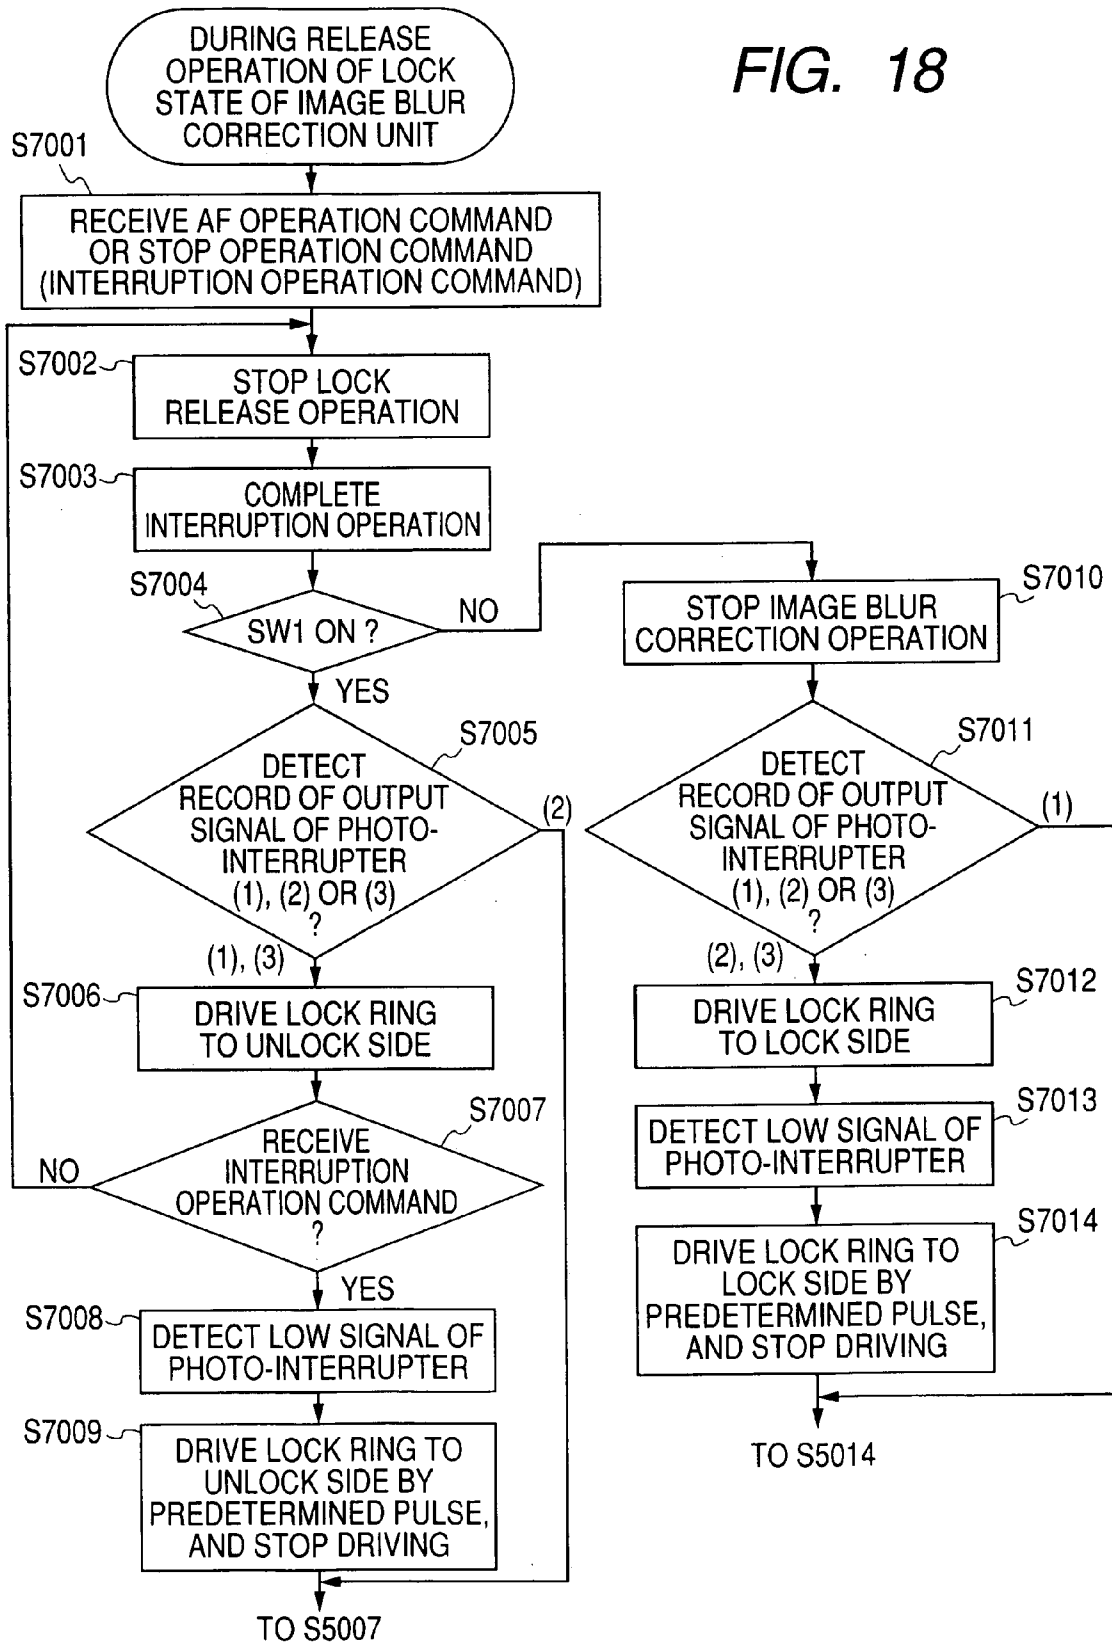 FIG. 18
DURING RELEASE
OPERATION OF LOCK
STATE OF IMAGE BLUR
CORRECTION UNIT
S7001
RECEIVE AF OPERATION COMMAND
OR STOP OPERATION COMMAND
(INTERRUPTION OPERATION COMMAND)
S7002
STOP LOCK
RELEASE OPERATION
S7003
COMPLETE
INTERRUPTION OPERATION
S7004
SW1 ON ?
NO
YES
S7005
DETECT
RECORD OF OUTPUT
SIGNAL OF PHOTO-
INTERRUPTER
(1), (2) OR (3)
?
(2)
(1), (3)
S7006
DRIVE LOCK RING
TO UNLOCK SIDE
S7007
RECEIVE
INTERRUPTION
OPERATION COMMAND
?
NO
YES
S7008
DETECT LOW SIGNAL OF
PHOTO-INTERRUPTER
S7009
DRIVE LOCK RING TO
UNLOCK SIDE BY
PREDETERMINED PULSE,
AND STOP DRIVING
TO S5007
S7010
STOP IMAGE BLUR
CORRECTION OPERATION
S7011
DETECT
RECORD OF OUTPUT
SIGNAL OF PHOTO-
INTERRUPTER
(1), (2) OR (3)
?
(1)
(2), (3)
S7012
DRIVE LOCK RING
TO LOCK SIDE
S7013
DETECT LOW SIGNAL OF
PHOTO-INTERRUPTER
S7014
DRIVE LOCK RING TO
LOCK SIDE BY
PREDETERMINED PULSE,
AND STOP DRIVING
TO S5014